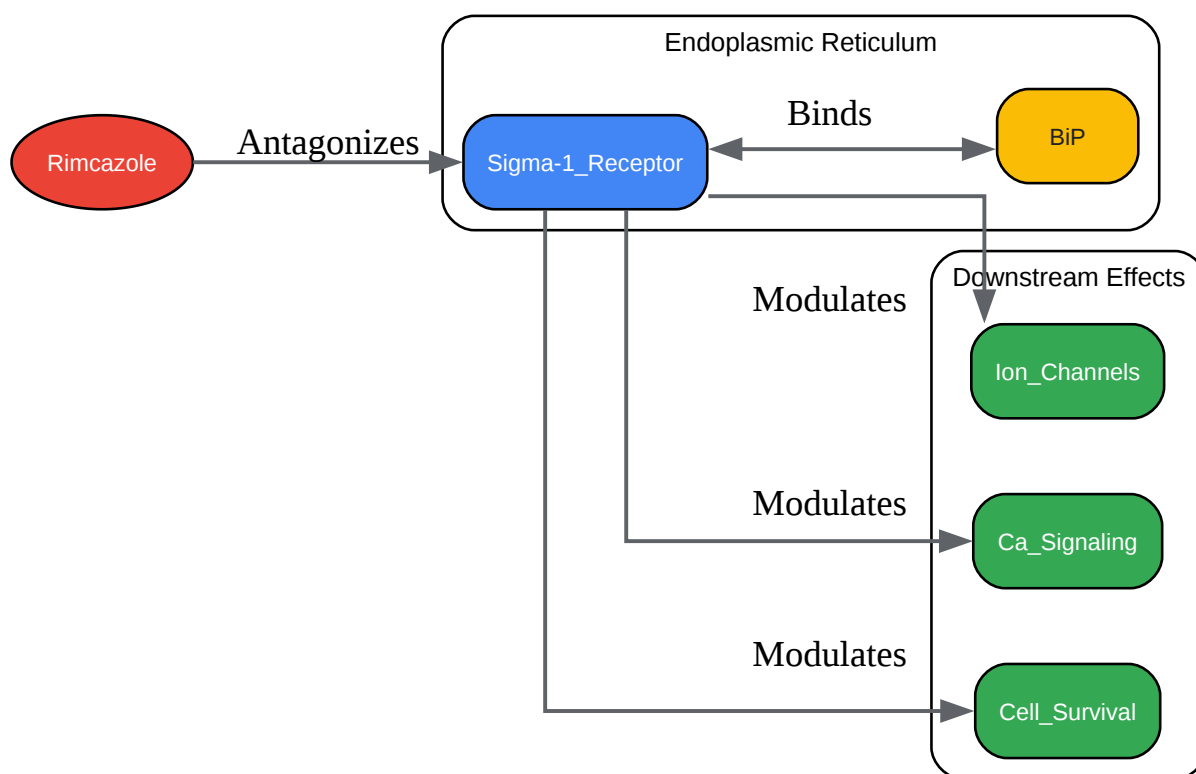 Endoplasmic Reticulum
Rimcazole
Antagonizes
Sigma-1_Receptor
Binds
BiP
Modulates
Downstream Effects
Ion_Channels
Modulates
Ca_Signaling
Modulates
Cell_Survival